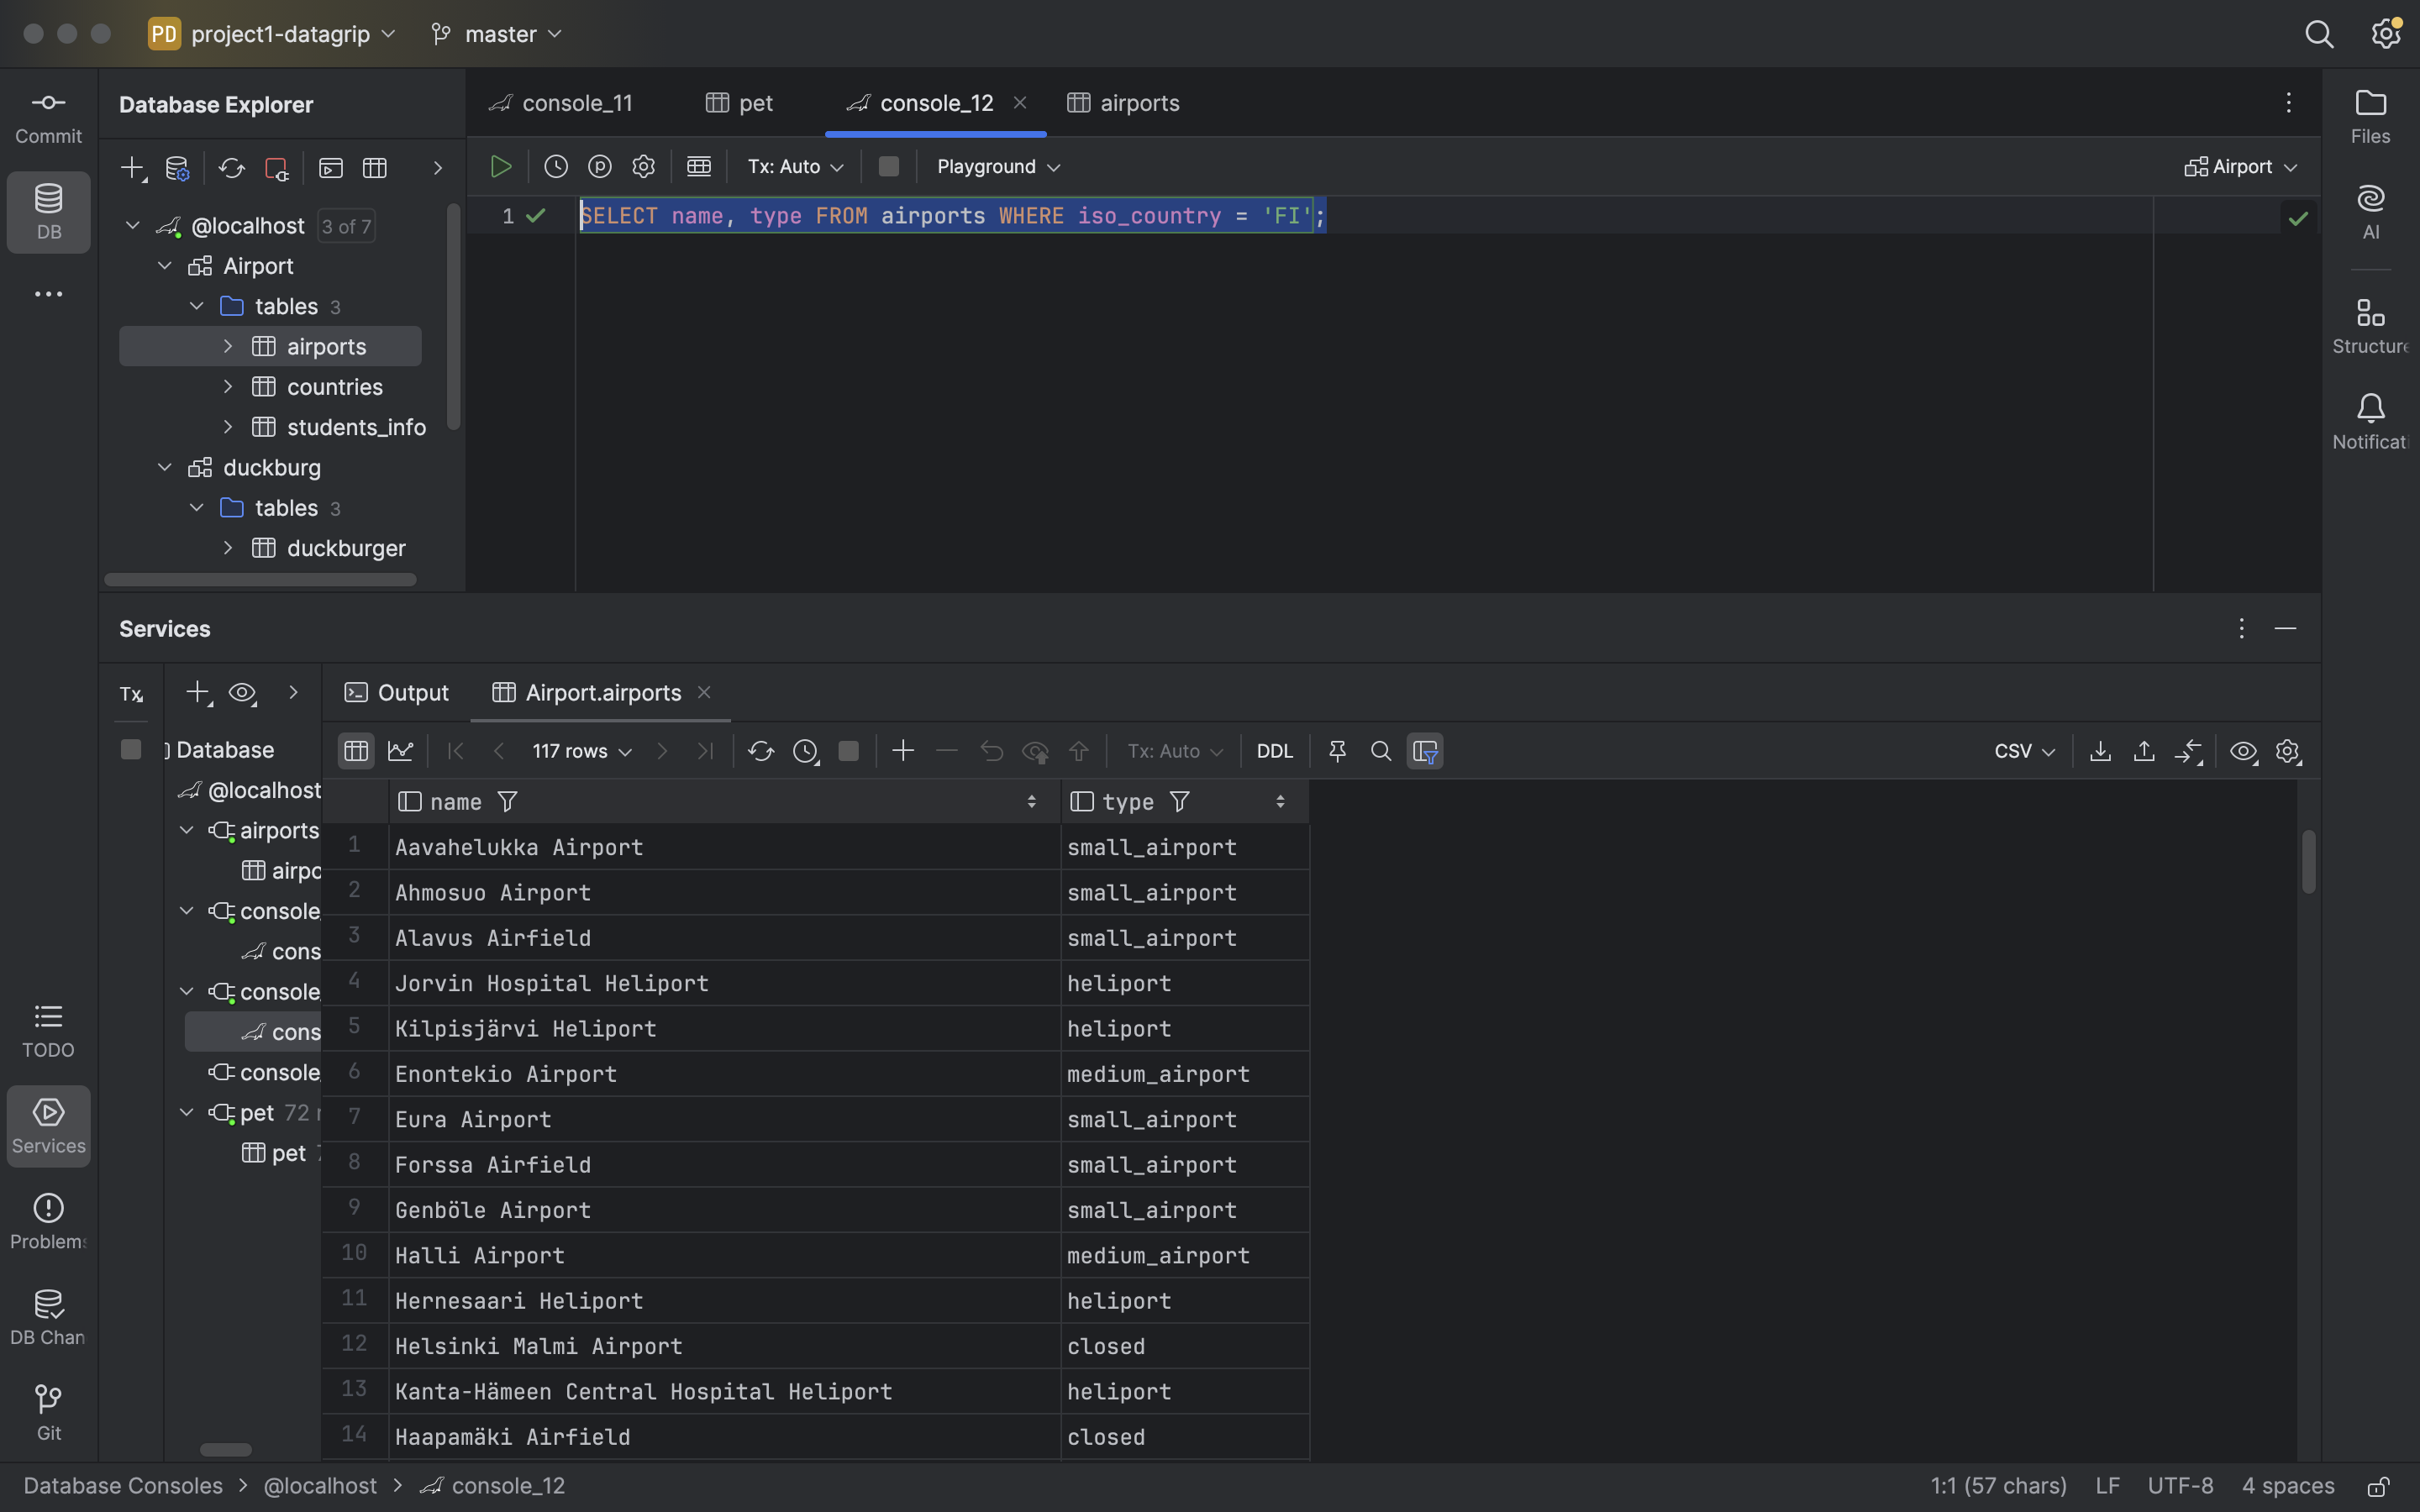 PD project1-datagrip master
Commit
DB
Database Explorer
@localhost 3 of 7
Airport
tables 3
airports
countries
students_info
duckburg
tables 3
duckburger
console_11 pet console_12 airports
Tx: Auto Playground Airport
1 SELECT name, type FROM airports WHERE iso_country = 'FI';
Files
AI
Structure
Notificat
Services
Tx
Database
@localhost
airports
airpo
console_
cons
console_
cons
console_
pet 72 r
pet 7
Output Airport.airports
117 rows Tx: Auto DDL CSV
name type
1 Aavahelukka Airport small_airport
2 Ahmosuo Airport small_airport
3 Alavus Airfield small_airport
4 Jorvin Hospital Heliport heliport
5 Kilpisjärvi Heliport heliport
6 Enontekio Airport medium_airport
7 Eura Airport small_airport
8 Forssa Airfield small_airport
9 Genböle Airport small_airport
10 Halli Airport medium_airport
11 Hernesaari Heliport heliport
12 Helsinki Malmi Airport closed
13 Kanta-Hämeen Central Hospital Heliport heliport
14 Haapamäki Airfield closed
TODO
Services
Problems
DB Chan
Git
Database Consoles > @localhost > console_12
1:1 (57 chars) LF UTF-8 4 spaces